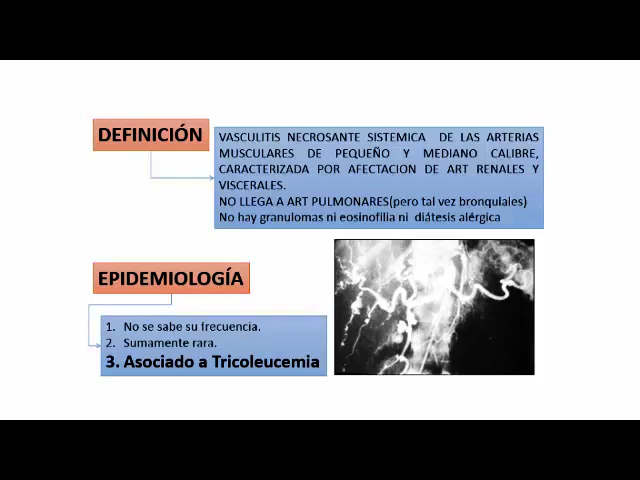 DEFINICIÓN
VASCULITIS NECROSANTE SISTEMICA DE LAS ARTERIAS
MUSCULARES DE PEQUEÑO Y MEDIANO CALIBRE,
CARACTERIZADA POR AFECTACION DE ART RENALES Y
VISCERALES.
NO LLEGA A ART PULMONARES(pero tal vez bronquiales)
No hay granulomas ni eosinofilia ni diátesis alérgica
EPIDEMIOLOGÍA
1. No se sabe su frecuencia.
2. Sumamente rara.
3. Asociado a Tricoleucemia